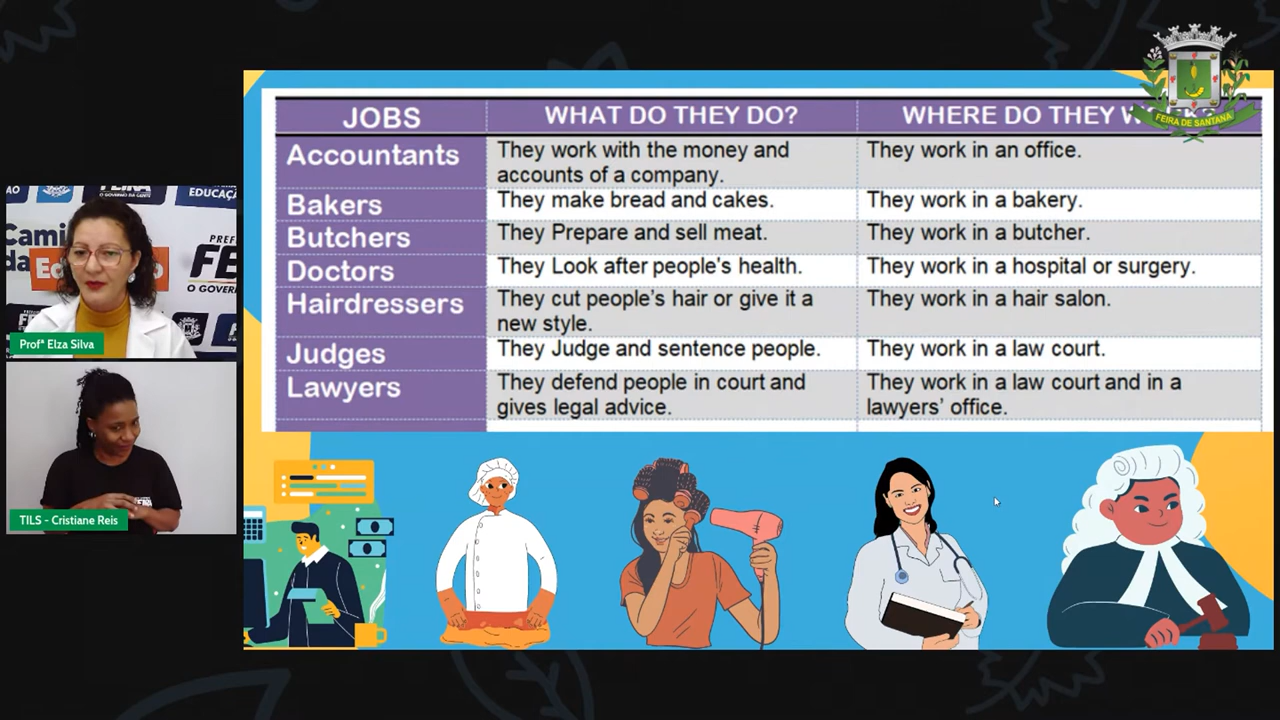 JOBS
WHAT DO THEY DO?
WHERE DO THEY
FEIRA DE SANTANA
Accountants
They work with the money and
accounts of a company.
They work in an office.
Bakers
They make bread and cakes.
They work in a bakery.
Butchers
They Prepare and sell meat.
They work in a butcher.
Doctors
They Look after people's health.
They work in a hospital or surgery.
Hairdressers
They cut people's hair or give it a
new style.
They work in a hair salon.
Judges
They Judge and sentence people.
They work in a law court.
Lawyers
They defend people in court and
gives legal advice.
They work in a law court and in a
lawyers' office.
EDUCAÇÃ
da
O GOVER
Profª Elza Silva
TILS - Cristiane Reis